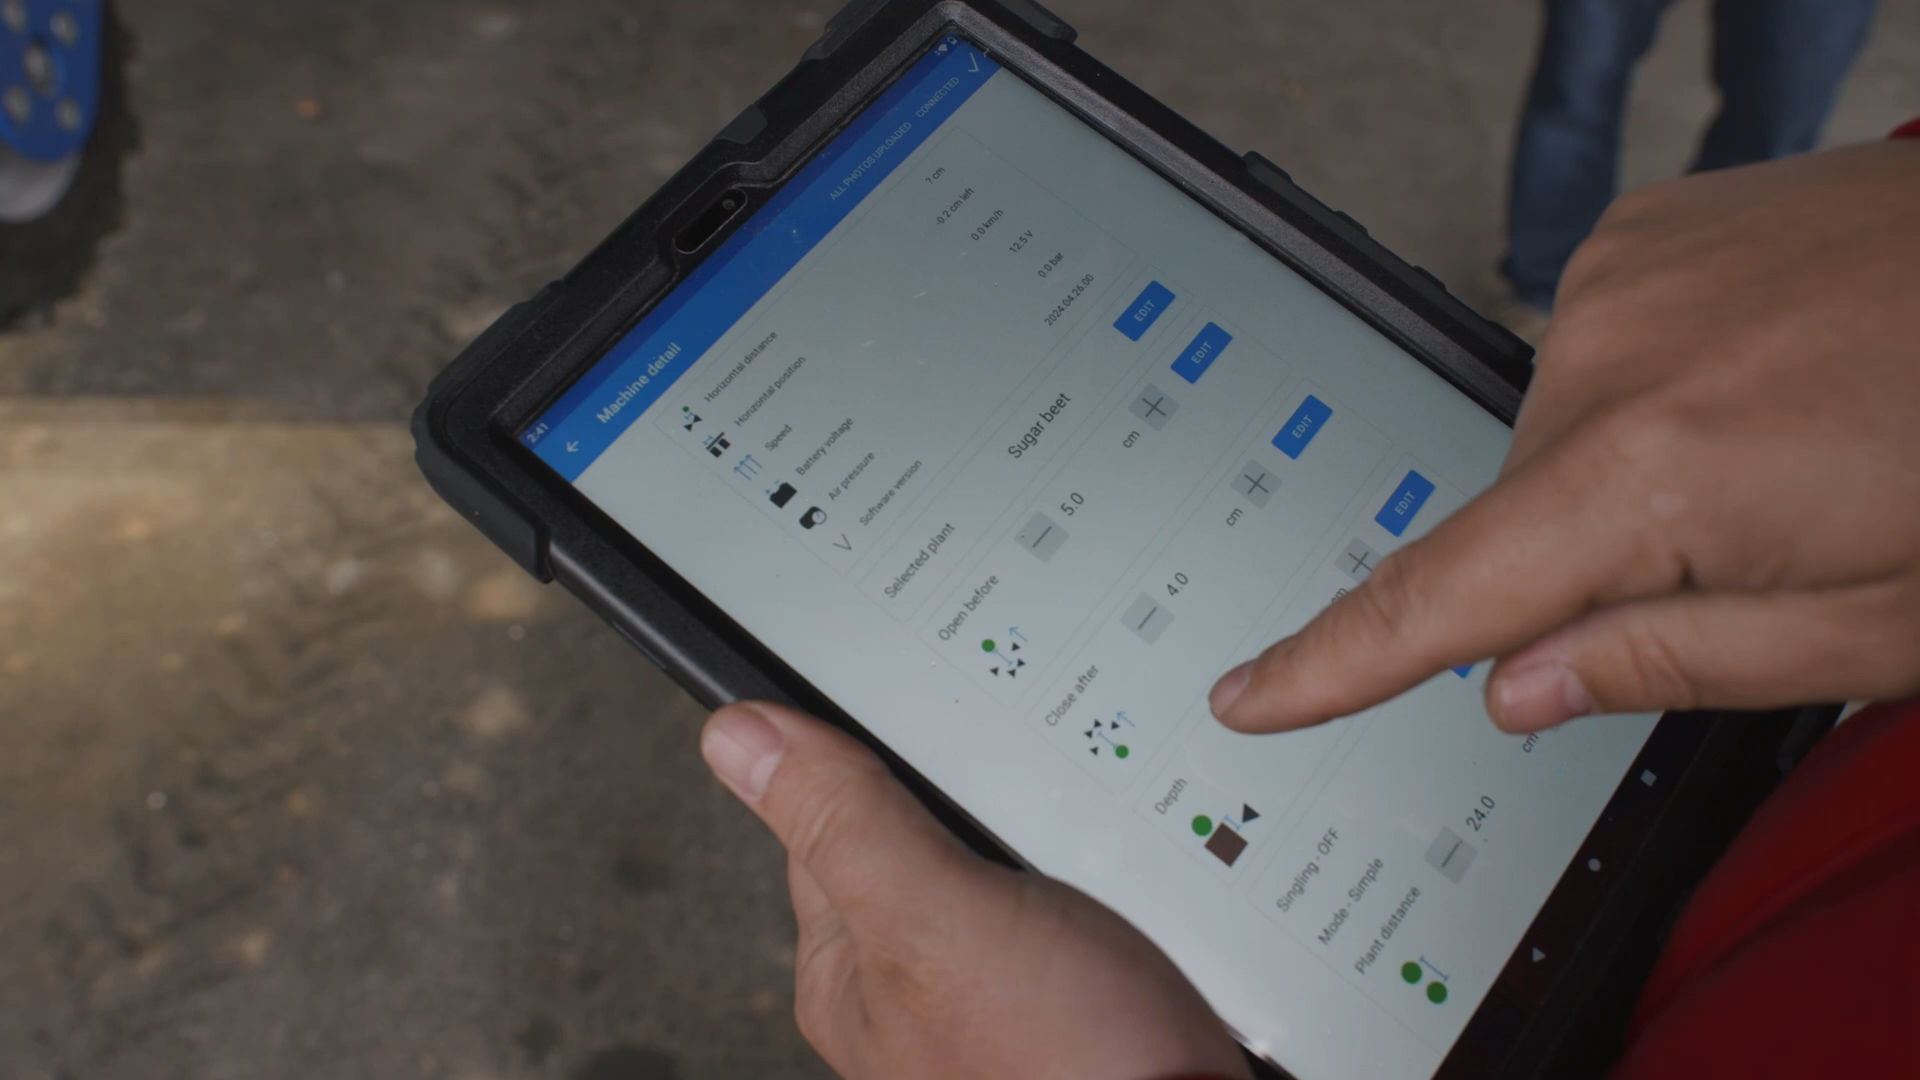 2:41
← Machine detail ALL PHOTOS UPLOADED CONNECTED
Horizontal distance ? cm
Horizontal position -0.2 cm left
Speed 0.0 km/h
Battery voltage 12.5 V
Air pressure 0.0 bar
Software version 2024.04.26.00
Selected plant Sugar beet EDIT
Open before — 5.0 cm + EDIT
Close after — 4.0 cm + EDIT
Depth + EDIT
Singling - OFF
Mode - Simple
Plant distance — 24.0 cm